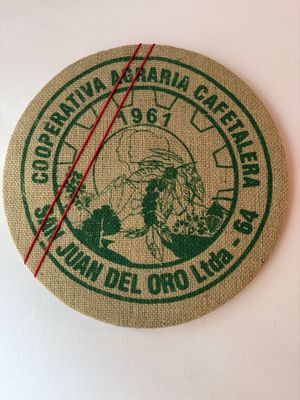 COOPERATIVA AGRARIA CAFETALERA
1961
SAN JUAN DEL ORO Ltda - 64